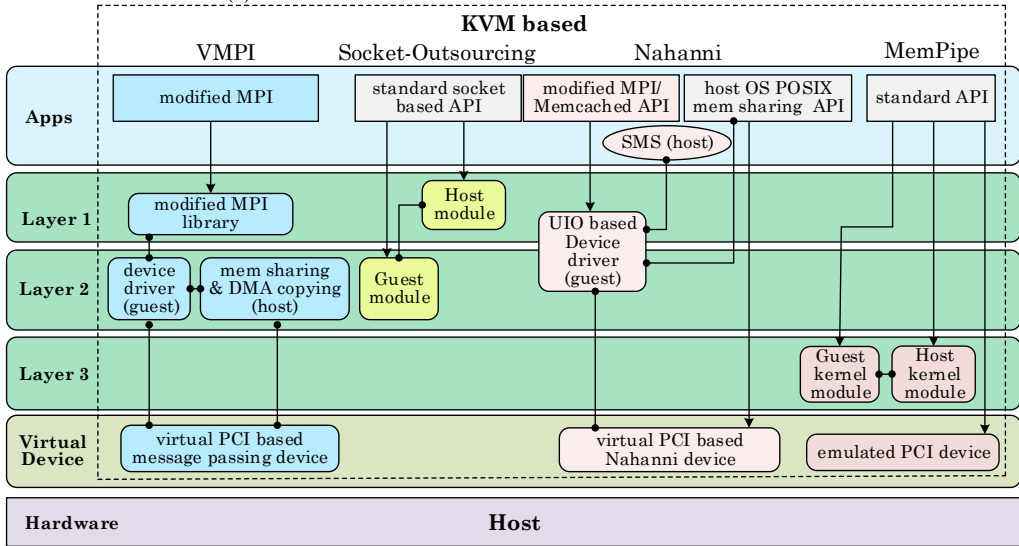 (s)
KVM based
VMPI Socket-Outsourcing Nahanni MemPipe
Apps
modified MPI
standard socket
based API
modified MPI/
Memcached API
host OS POSIX
mem sharing API
standard API
SMS (host)
Layer 1
modified MPI
library
Host
module
UIO based
Device
driver
(guest)
Layer 2
device
driver
(guest)
mem sharing
& DMA copying
(host)
Guest
module
Layer 3
Guest
kernel
module
Host
kernel
module
Virtual
Device
virtual PCI based
message passing device
virtual PCI based
Nahanni device
emulated PCI device
Hardware
Host